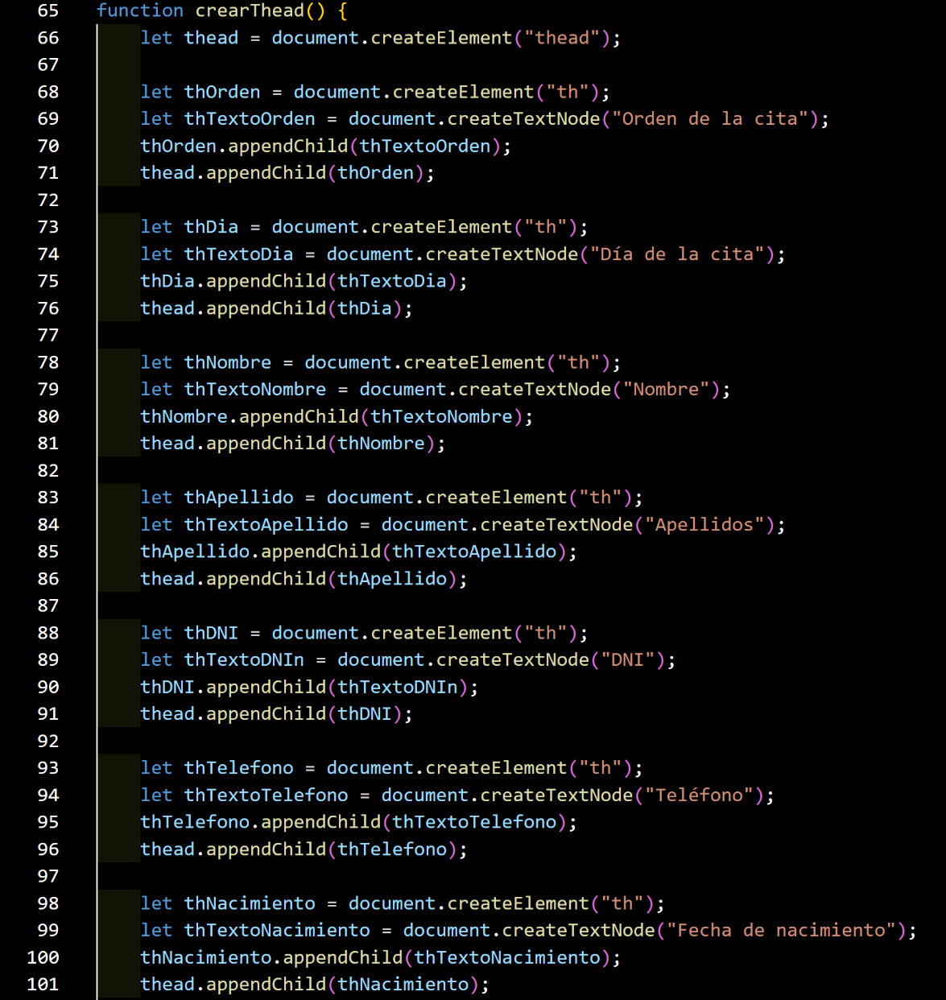 65 function crearThead() {
66 let thead = document.createElement("thead");
67
68 let thOrden = document.createElement("th");
69 let thTextoOrden = document.createTextNode("Orden de la cita");
70 thOrden.appendChild(thTextoOrden);
71 thead.appendChild(thOrden);
72
73 let thDia = document.createElement("th");
74 let thTextoDia = document.createTextNode("Día de la cita");
75 thDia.appendChild(thTextoDia);
76 thead.appendChild(thDia);
77
78 let thNombre = document.createElement("th");
79 let thTextoNombre = document.createTextNode("Nombre");
80 thNombre.appendChild(thTextoNombre);
81 thead.appendChild(thNombre);
82
83 let thApellido = document.createElement("th");
84 let thTextoApellido = document.createTextNode("Apellidos");
85 thApellido.appendChild(thTextoApellido);
86 thead.appendChild(thApellido);
87
88 let thDNI = document.createElement("th");
89 let thTextoDNIn = document.createTextNode("DNI");
90 thDNI.appendChild(thTextoDNIn);
91 thead.appendChild(thDNI);
92
93 let thTelefono = document.createElement("th");
94 let thTextoTelefono = document.createTextNode("Teléfono");
95 thTelefono.appendChild(thTextoTelefono);
96 thead.appendChild(thTelefono);
97
98 let thNacimiento = document.createElement("th");
99 let thTextoNacimiento = document.createTextNode("Fecha de nacimiento");
100 thNacimiento.appendChild(thTextoNacimiento);
101 thead.appendChild(thNacimiento);